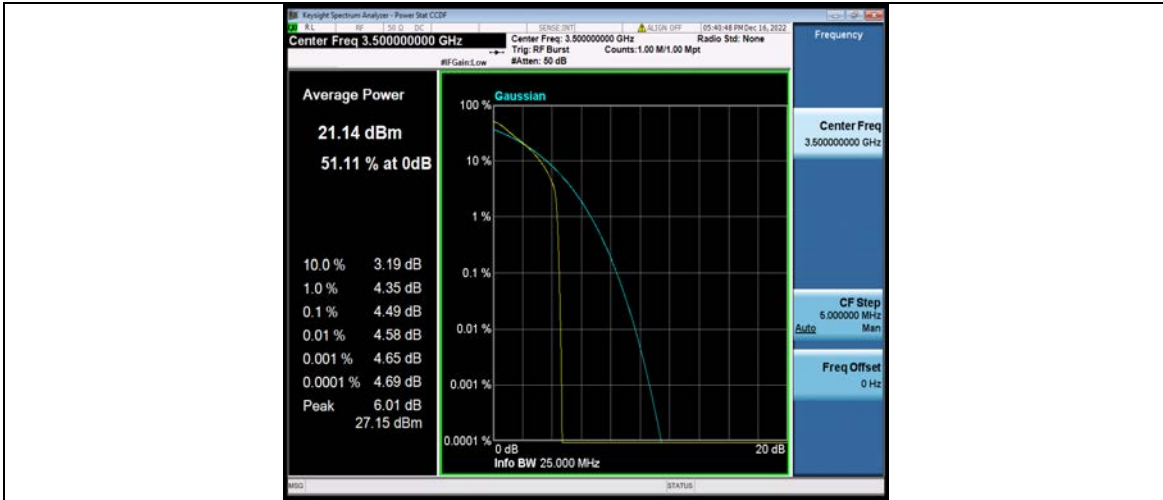 Keysight Spectrum Analyzer - Power Stat CCDF
RL RF 50 Ω DC SENSE:INT ALIGN OFF 05:40:48 PM Dec 16, 2022
Center Freq 3.500000000 GHz
Center Freq: 3.500000000 GHz Radio Std: None
Trig: RF Burst Counts:1.00 M/1.00 Mpt
#IFGain:Low #Atten: 50 dB
Frequency
Average Power
21.14 dBm
51.11 % at 0dB
10.0 % 3.19 dB
1.0 % 4.35 dB
0.1 % 4.49 dB
0.01 % 4.58 dB
0.001 % 4.65 dB
0.0001 % 4.69 dB
Peak 6.01 dB
27.15 dBm
Gaussian
100 %
10 %
1 %
0.1 %
0.01 %
0.001 %
0.0001 %
0 dB 20 dB
Info BW 25.000 MHz
Center Freq
3.500000000 GHz
CF Step
5.000000 MHz
Auto Man
Freq Offset
0 Hz
MSG STATUS